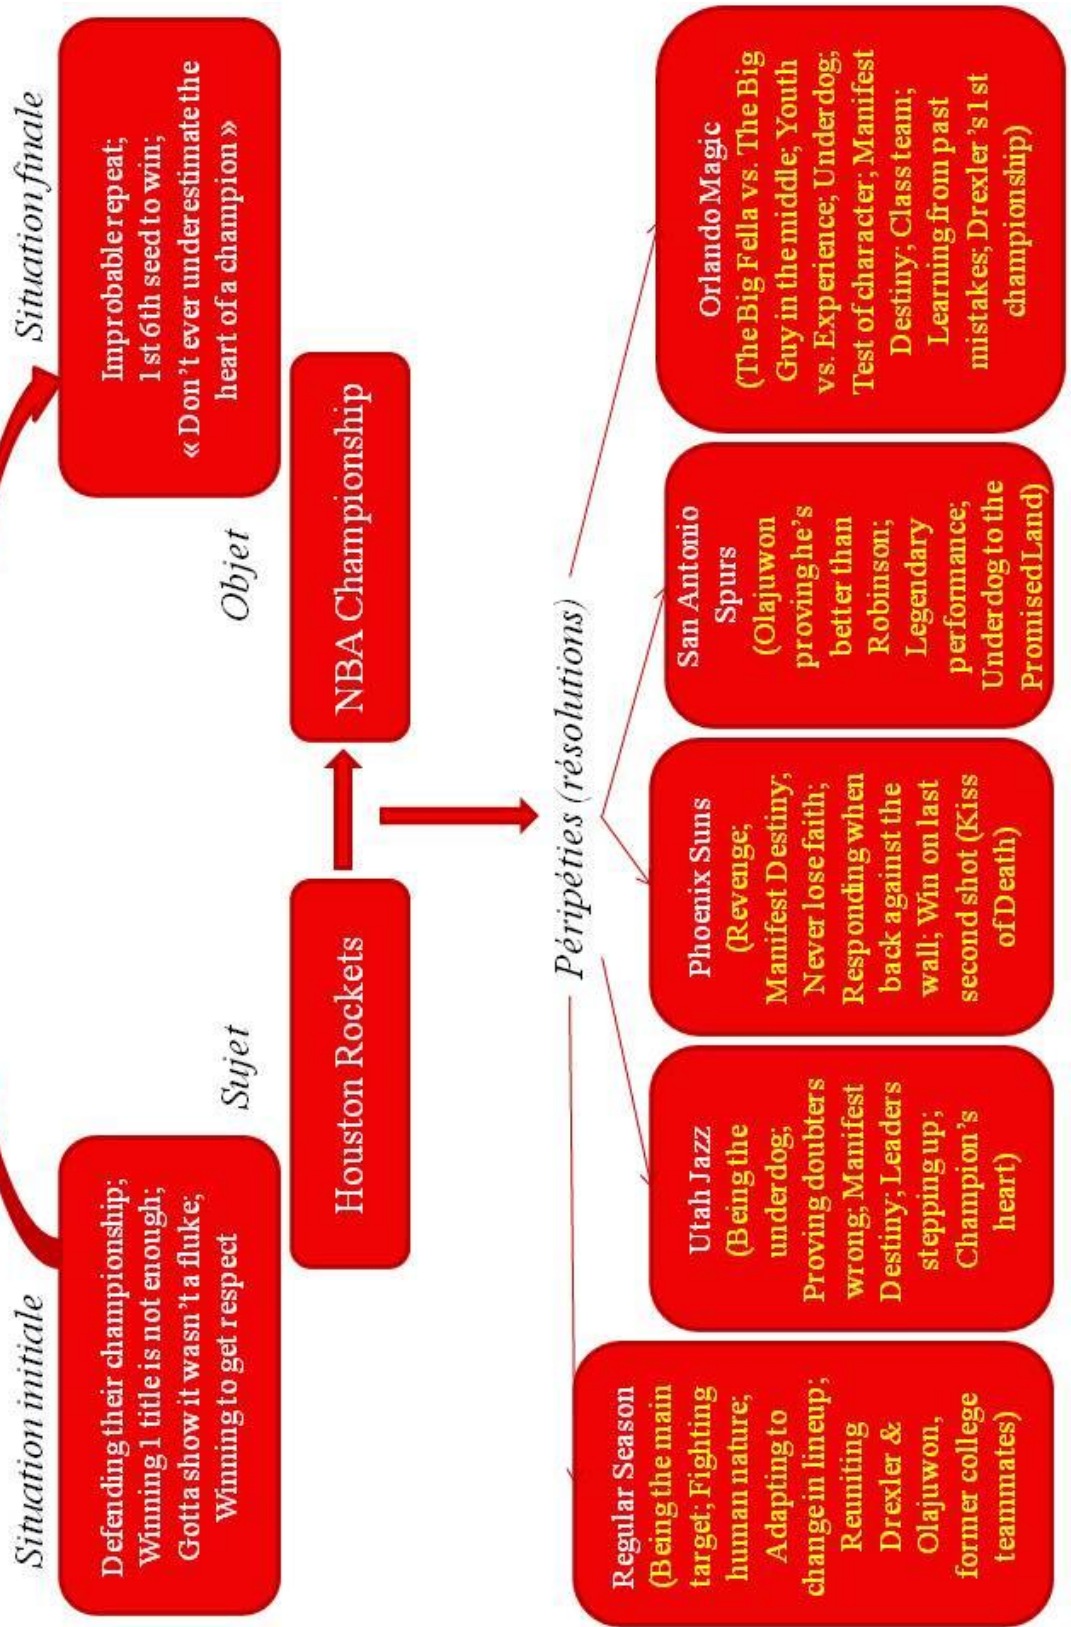 Situation initiale
Situation finale
Defending their championship;
Winning 1 title is not enough;
Gotta show it wasn't a fluke;
Winning to get respect
Improbable repeat;
1st 6th seed to win;
« Don't ever underestimate the
heart of a champion »
Sujet
Objet
Houston Rockets
NBA Championship
Péripéties (résolutions)
Regular Season
(Being the main
target; Fighting
human nature;
Adapting to
change in lineup;
Reuniting
Drexler &
Olajuwon,
former college
teammates)
Utah Jazz
(Being the
underdog;
Proving doubters
wrong; Manifest
Destiny; Leaders
stepping up;
Champion's
heart)
Phoenix Suns
(Revenge;
Manifest Destiny;
Never lose faith;
Responding when
back against the
wall; Win on last
second shot (Kiss
of Death)
San Antonio
Spurs
(Olajuwon
proving he's
better than
Robinson;
Legendary
performance;
Underdog to the
Promised Land)
Orlando Magic
(The Big Fella vs. The Big
Guy in the middle; Youth
vs. Experience; Underdog;
Test of character; Manifest
Destiny; Class team;
Learning from past
mistakes; Drexler's 1st
championship)